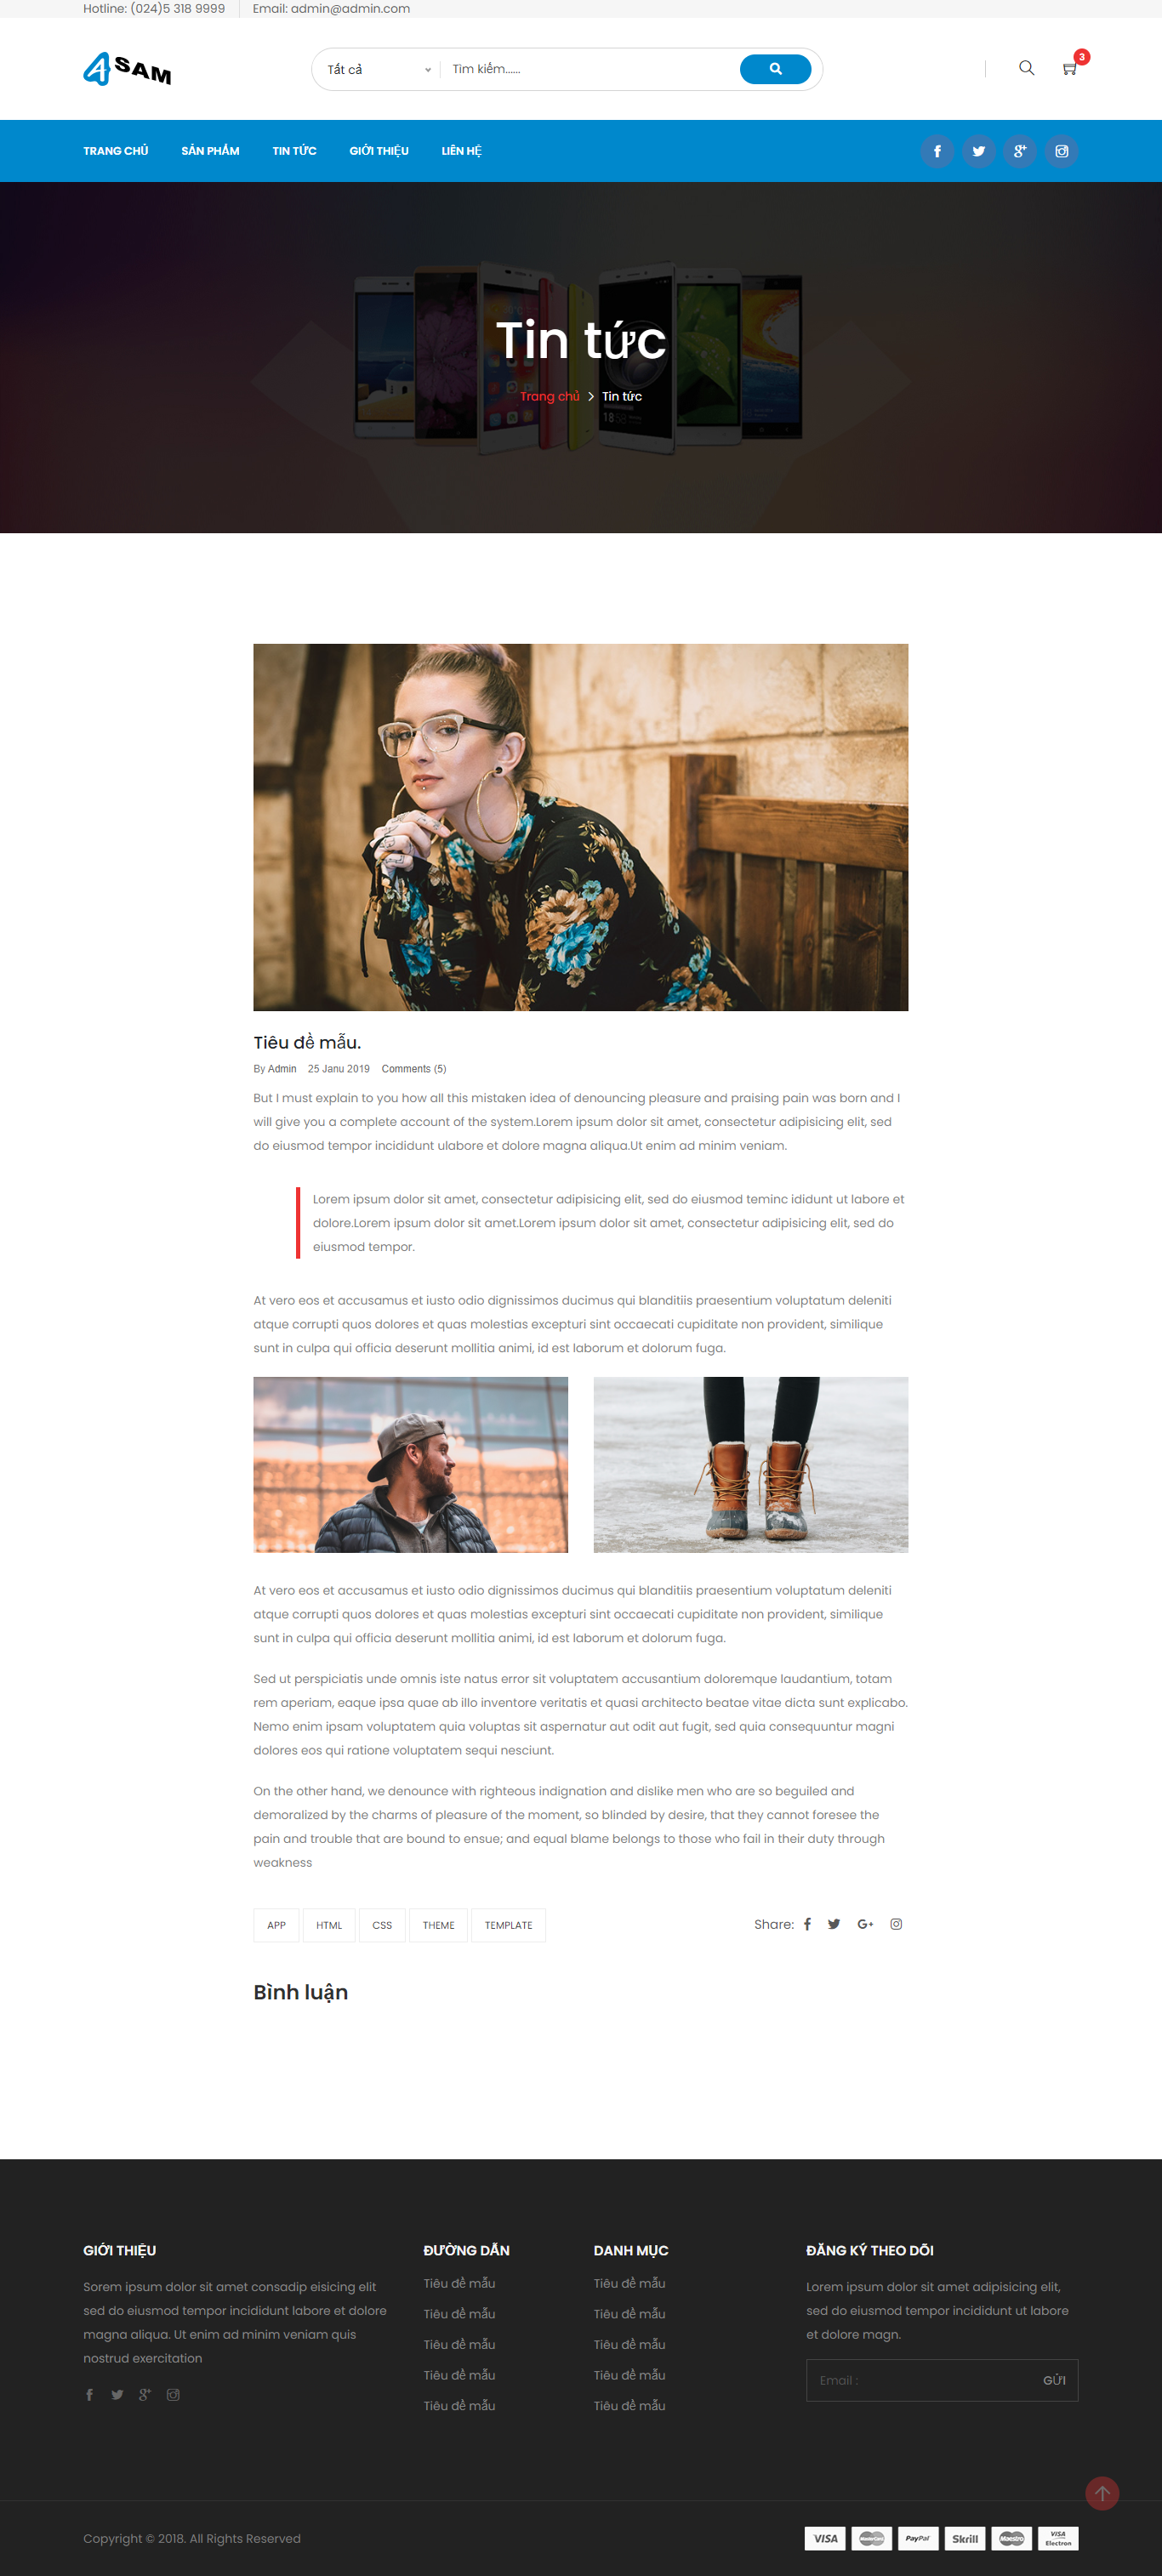 Hotline: (024)5 318 9999 Email: admin@admin.com
4 SAM
Tất cả Tìm kiếm......
3
TRANG CHỦ SẢN PHẨM TIN TỨC GIỚI THIỆU LIÊN HỆ
Tin tức
Trang chủ > Tin tức
Tiêu đề mẫu.
By Admin 25 Janu 2019 Comments (5)
But I must explain to you how all this mistaken idea of denouncing pleasure and praising pain was born and I
will give you a complete account of the system.Lorem ipsum dolor sit amet, consectetur adipisicing elit, sed
do eiusmod tempor incididunt ulabore et dolore magna aliqua.Ut enim ad minim veniam.
Lorem ipsum dolor sit amet, consectetur adipisicing elit, sed do eiusmod teminc ididunt ut labore et
dolore.Lorem ipsum dolor sit amet.Lorem ipsum dolor sit amet, consectetur adipisicing elit, sed do
eiusmod tempor.
At vero eos et accusamus et iusto odio dignissimos ducimus qui blanditiis praesentium voluptatum deleniti
atque corrupti quos dolores et quas molestias excepturi sint occaecati cupiditate non provident, similique
sunt in culpa qui officia deserunt mollitia animi, id est laborum et dolorum fuga.
At vero eos et accusamus et iusto odio dignissimos ducimus qui blanditiis praesentium voluptatum deleniti
atque corrupti quos dolores et quas molestias excepturi sint occaecati cupiditate non provident, similique
sunt in culpa qui officia deserunt mollitia animi, id est laborum et dolorum fuga.
Sed ut perspiciatis unde omnis iste natus error sit voluptatem accusantium doloremque laudantium, totam
rem aperiam, eaque ipsa quae ab illo inventore veritatis et quasi architecto beatae vitae dicta sunt explicabo.
Nemo enim ipsam voluptatem quia voluptas sit aspernatur aut odit aut fugit, sed quia consequuntur magni
dolores eos qui ratione voluptatem sequi nesciunt.
On the other hand, we denounce with righteous indignation and dislike men who are so beguiled and
demoralized by the charms of pleasure of the moment, so blinded by desire, that they cannot foresee the
pain and trouble that are bound to ensue; and equal blame belongs to those who fail in their duty through
weakness
APP HTML CSS THEME TEMPLATE Share:
Bình luận
GIỚI THIỆU
Sorem ipsum dolor sit amet consadip eisicing elit
sed do eiusmod tempor incididunt labore et dolore
magna aliqua. Ut enim ad minim veniam quis
nostrud exercitation
ĐƯỜNG DẪN
Tiêu đề mẫu
Tiêu đề mẫu
Tiêu đề mẫu
Tiêu đề mẫu
Tiêu đề mẫu
DANH MỤC
Tiêu đề mẫu
Tiêu đề mẫu
Tiêu đề mẫu
Tiêu đề mẫu
Tiêu đề mẫu
ĐĂNG KÝ THEO DÕI
Lorem ipsum dolor sit amet adipisicing elit,
sed do eiusmod tempor incididunt ut labore
et dolore magn.
Email : GỬI
Copyright © 2018. All Rights Reserved
VISA MasterCard PayPal Skrill Maestro VISA Electron